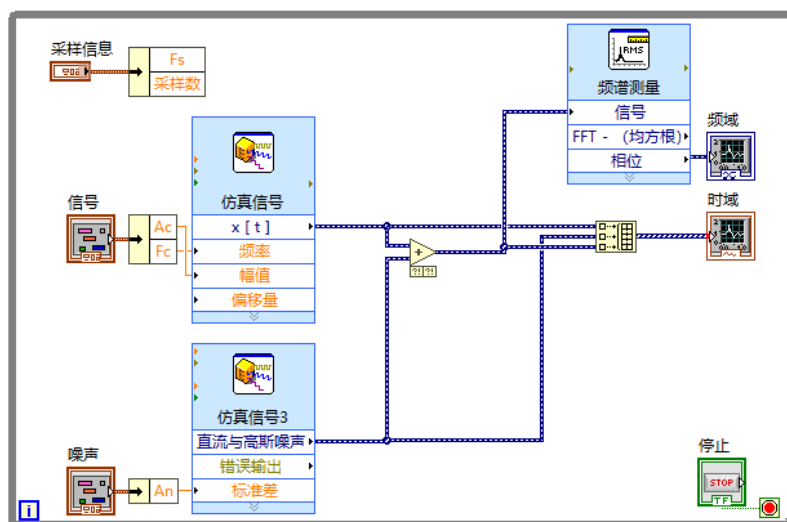 采样信息
Fs
采样数
RMS
频谱测量
信号
FFT - （均方根）
相位
频域
时域
仿真信号
x [ t ]
频率
幅值
偏移量
信号
Ac
Fc
+
?! ?!
仿真信号3
直流与高斯噪声
错误输出
标准差
噪声
An
停止
STOP
TF
i